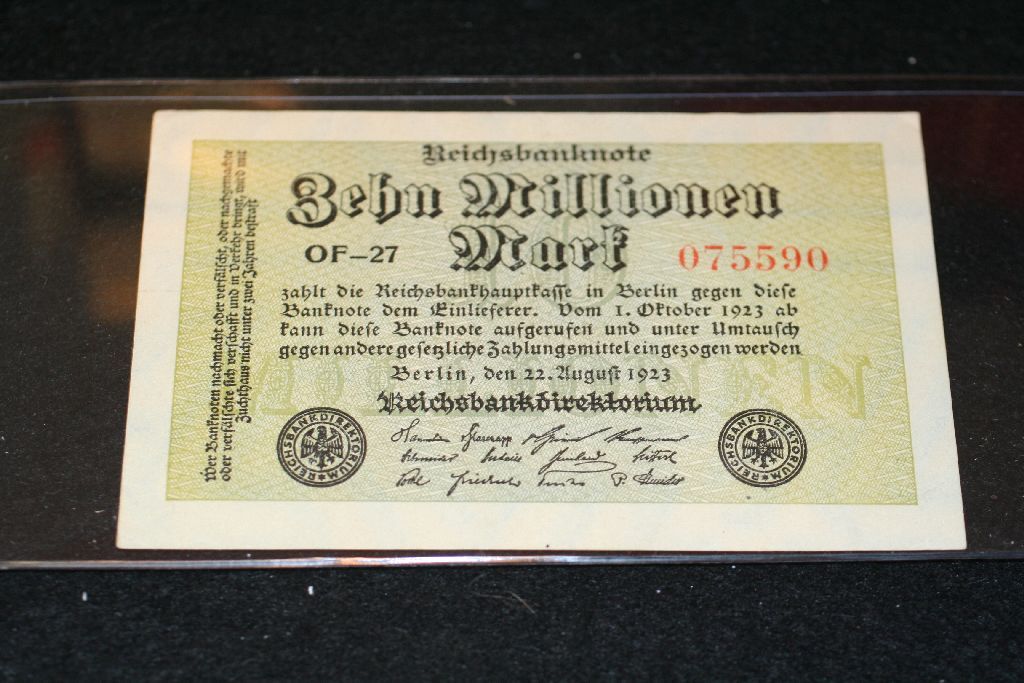 Reichsbanknote
Zehn Millionen
Mark
OF-27
075590
zahlt die Reichsbankhauptkasse in Berlin gegen diese
Banknote dem Einlieferer. Vom 1. Oktober 1923 ab
kann diese Banknote aufgerufen und unter Umtausch
gegen andere gesetzliche Zahlungsmittel eingezogen werden
Berlin, den 22. August 1923
Reichsbankdirektorium
REICHSBANKDIREKTORIUM
REICHSBANKDIREKTORIUM
Wer Banknoten nachmacht oder verfälscht, oder nachgemachte
oder verfälschte sich verschafft und in Verkehr bringt, wird mit
Zuchthaus nicht unter zwei Jahren bestraft